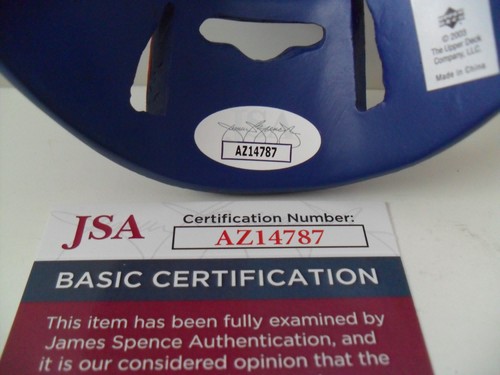 © 2003
The Upper Deck
Company, LLC.
Made in China
AZ14787
JSA
Certification Number:
AZ14787
BASIC CERTIFICATION
This item has been fully examined by
James Spence Authentication, and
it is our considered opinion that the